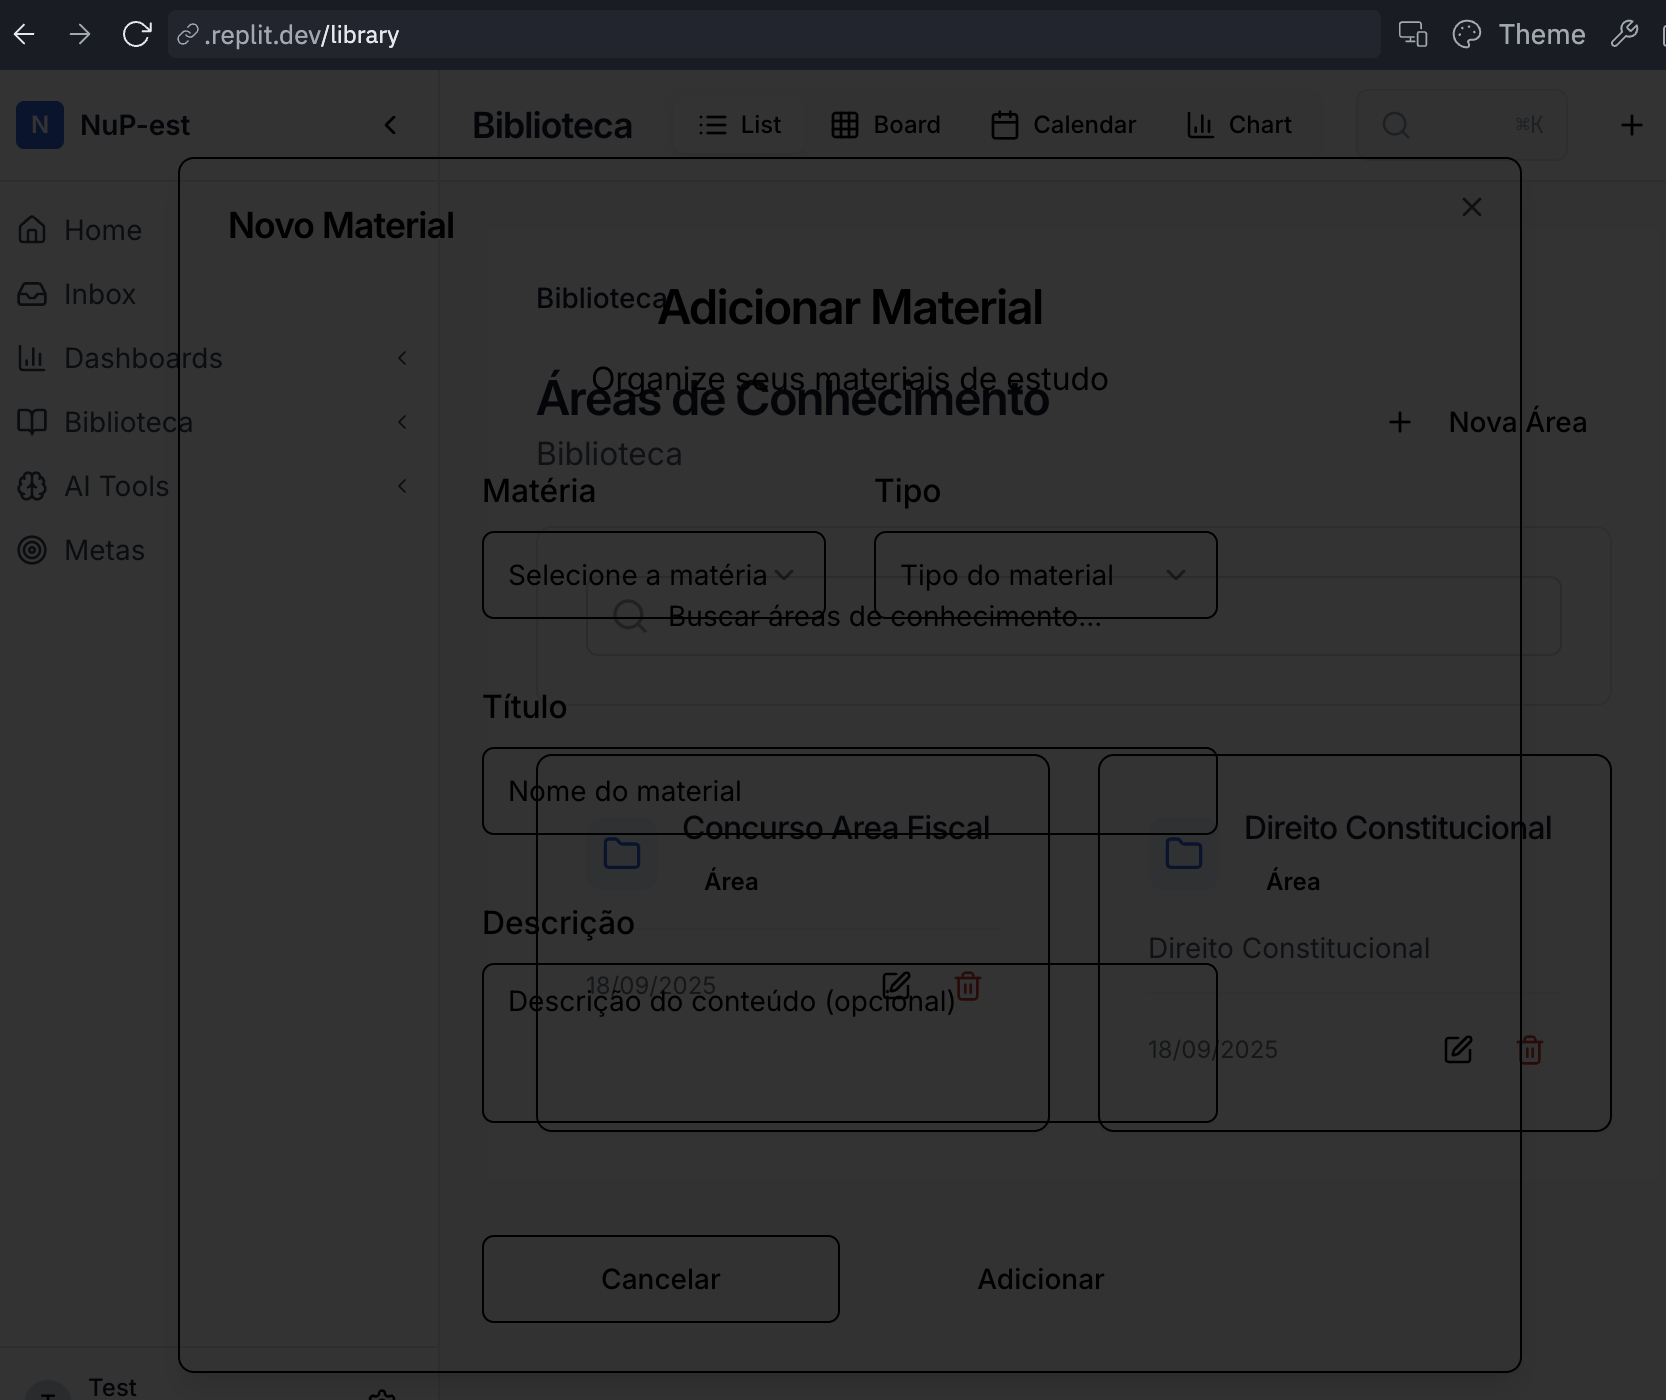 .replit.dev/library
Theme
N NuP-est
Biblioteca
List
Board
Calendar
Chart
⌘K
Home
Inbox
Dashboards
Biblioteca
AI Tools
Metas
Novo Material
Biblioteca
Adicionar Material
Organize seus materiais de estudo
Áreas de Conhecimento
Nova Área
Biblioteca
Matéria
Tipo
Selecione a matéria
Tipo do material
Buscar áreas de conhecimento...
Título
Nome do material
Concurso Area Fiscal
Área
Direito Constitucional
Área
Descrição
Direito Constitucional
18/09/2025
Descrição do conteúdo (opcional)
18/09/2025
Cancelar
Adicionar
T
Test